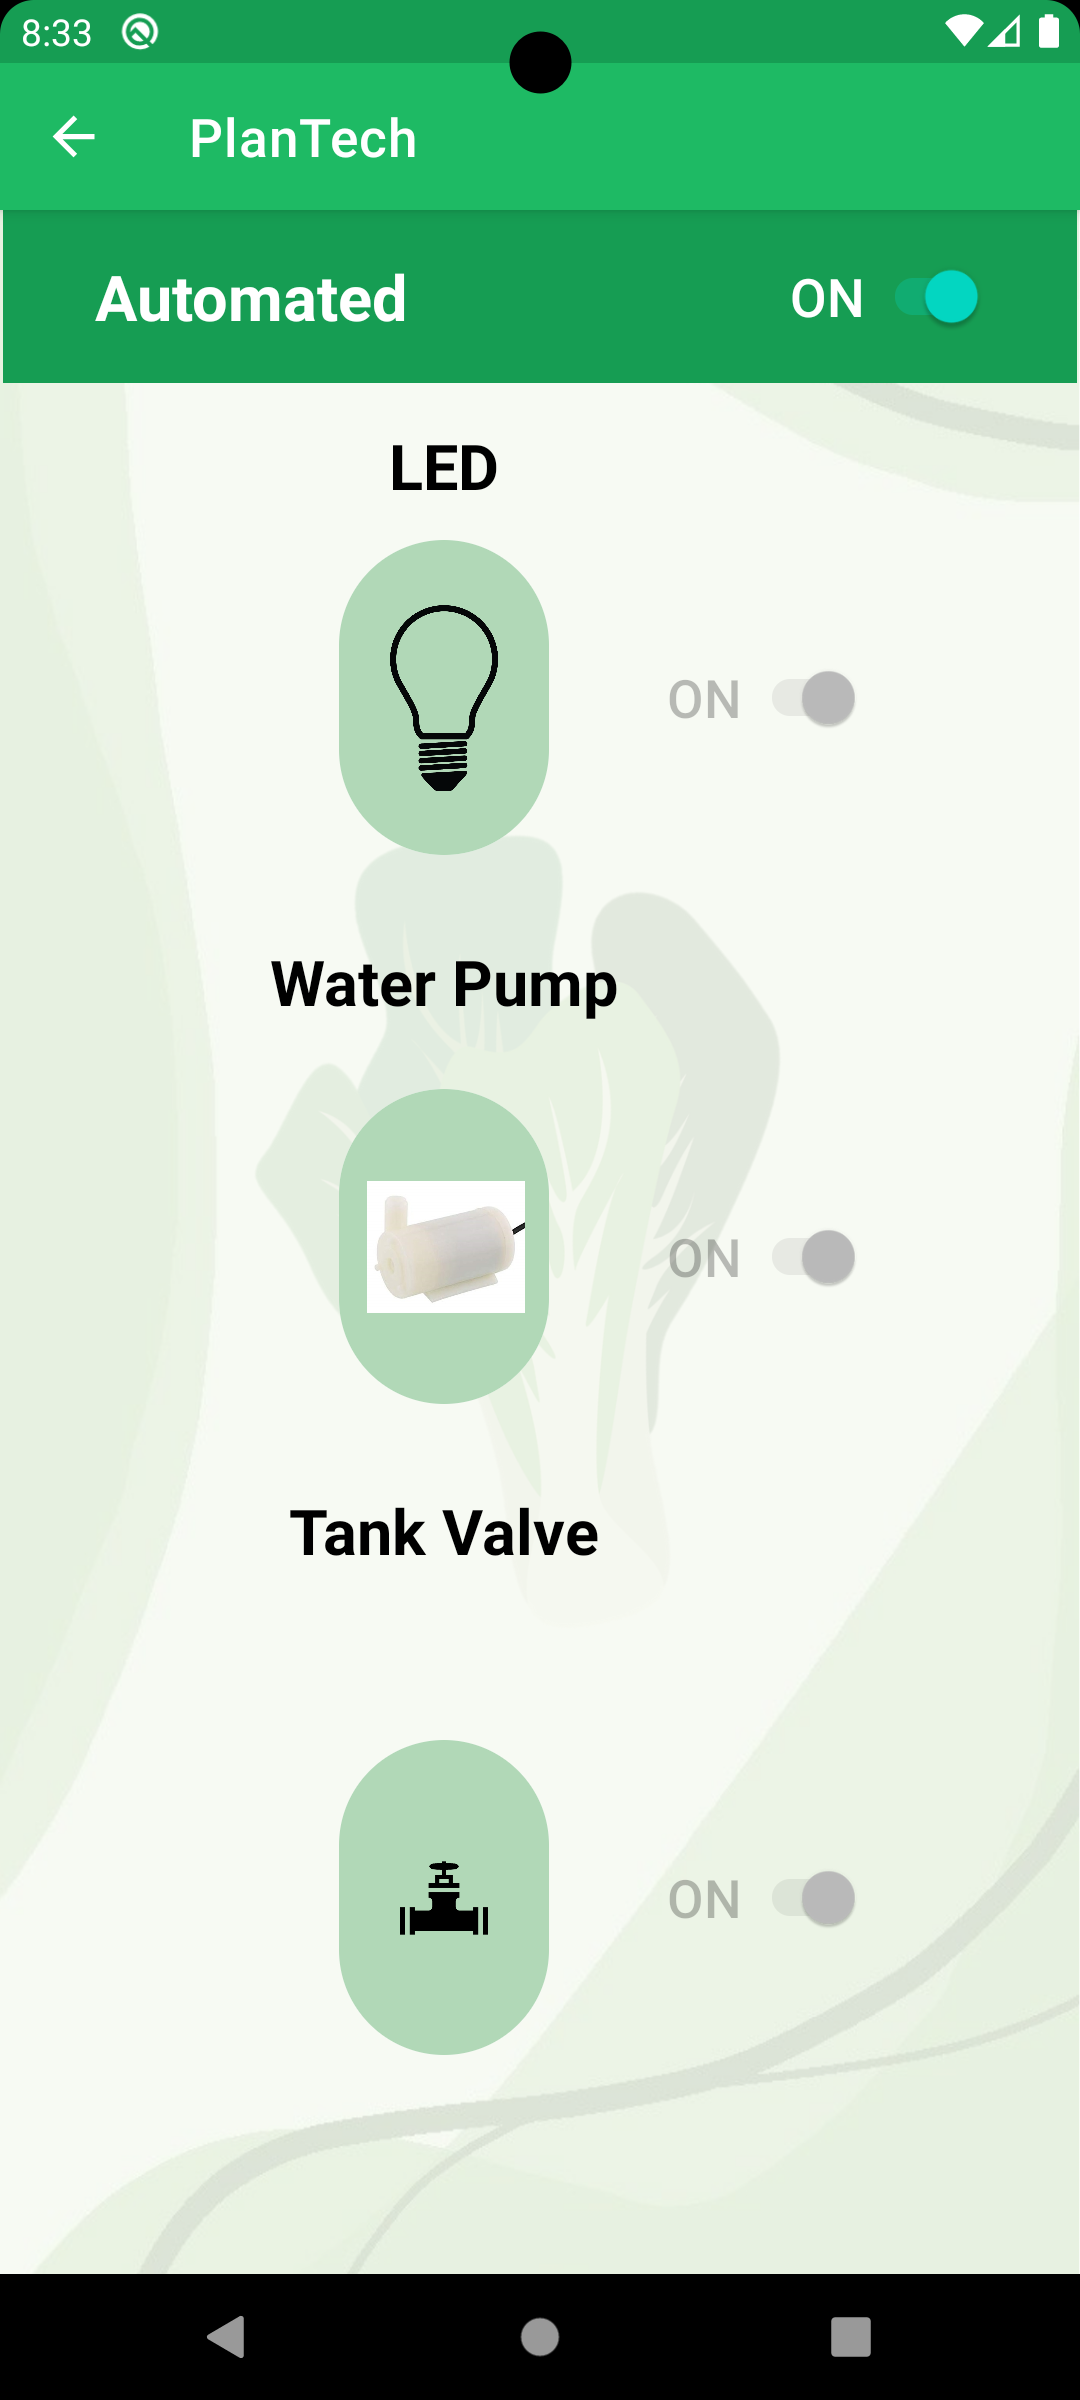 8:33
PlanTech
Automated ON
LED
ON
Water Pump
ON
Tank Valve
ON